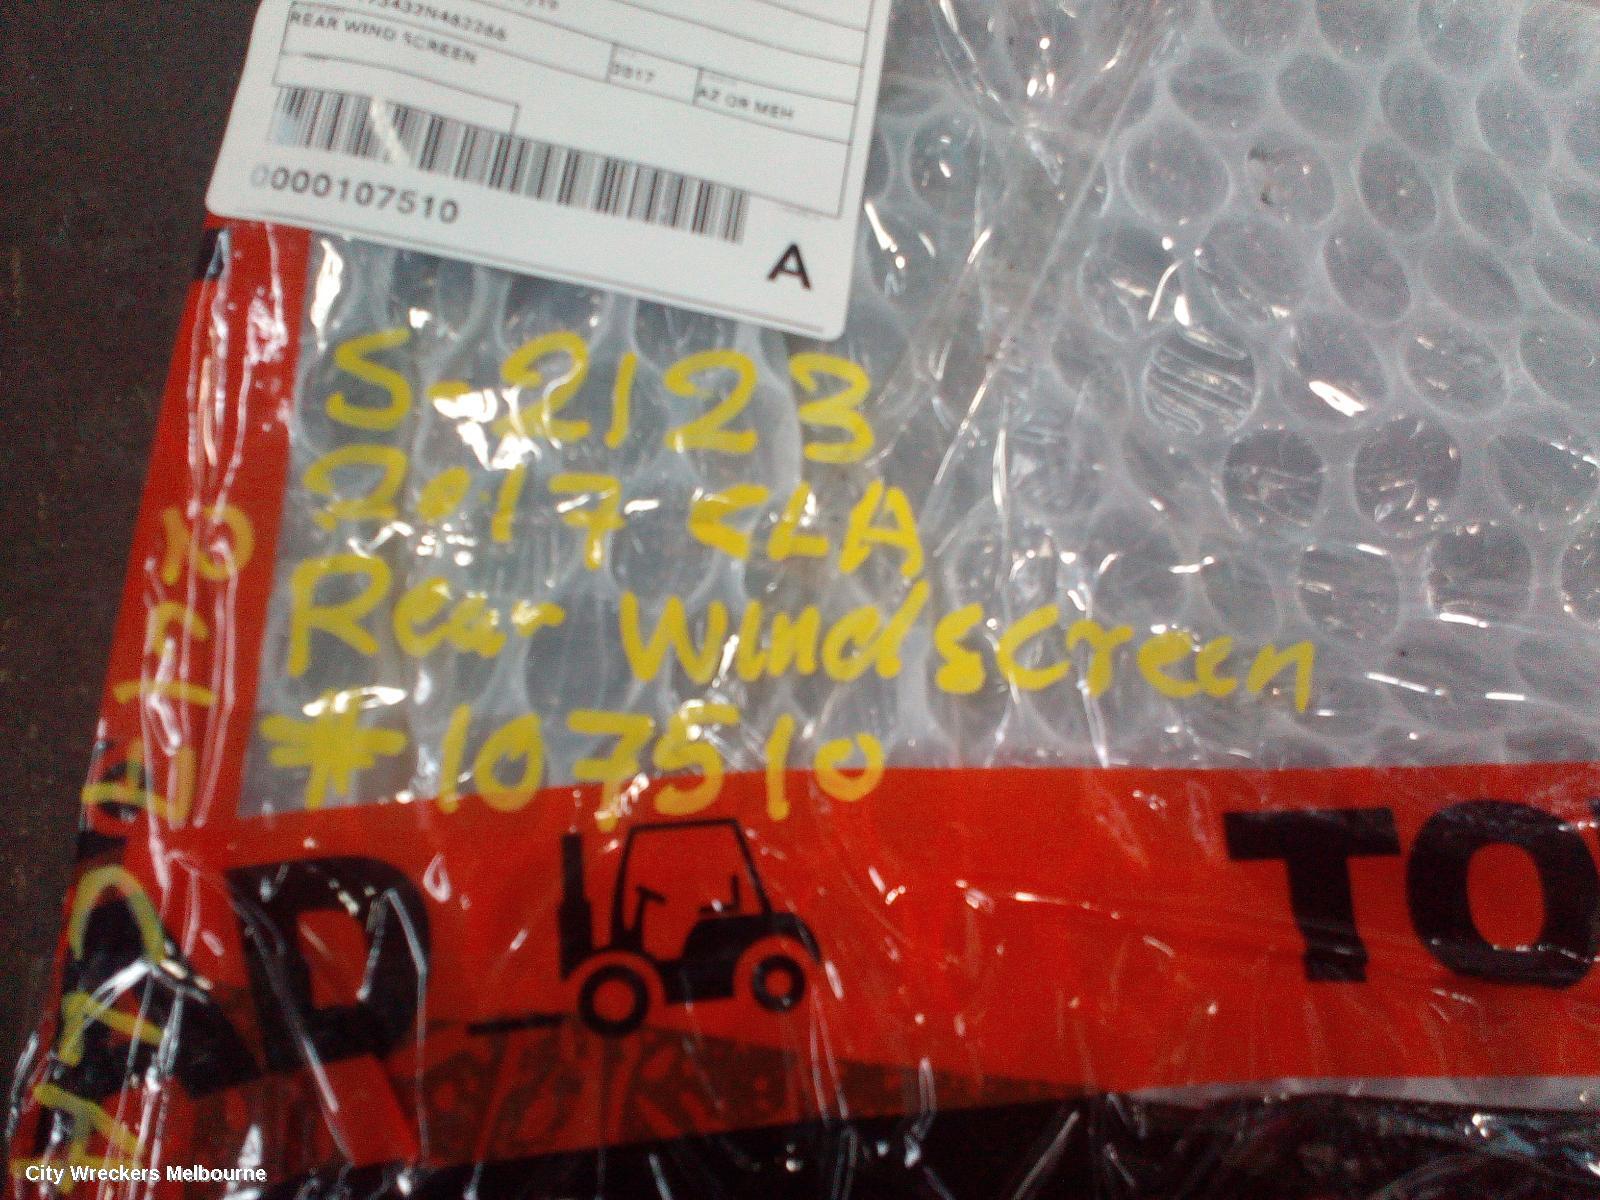 REAR WIND SCREEN
2017
AZ OR MEH
0000107510
A
S-2123
2017 CLA
Rear Windscreen
#107510
TO
City Wreckers Melbourne